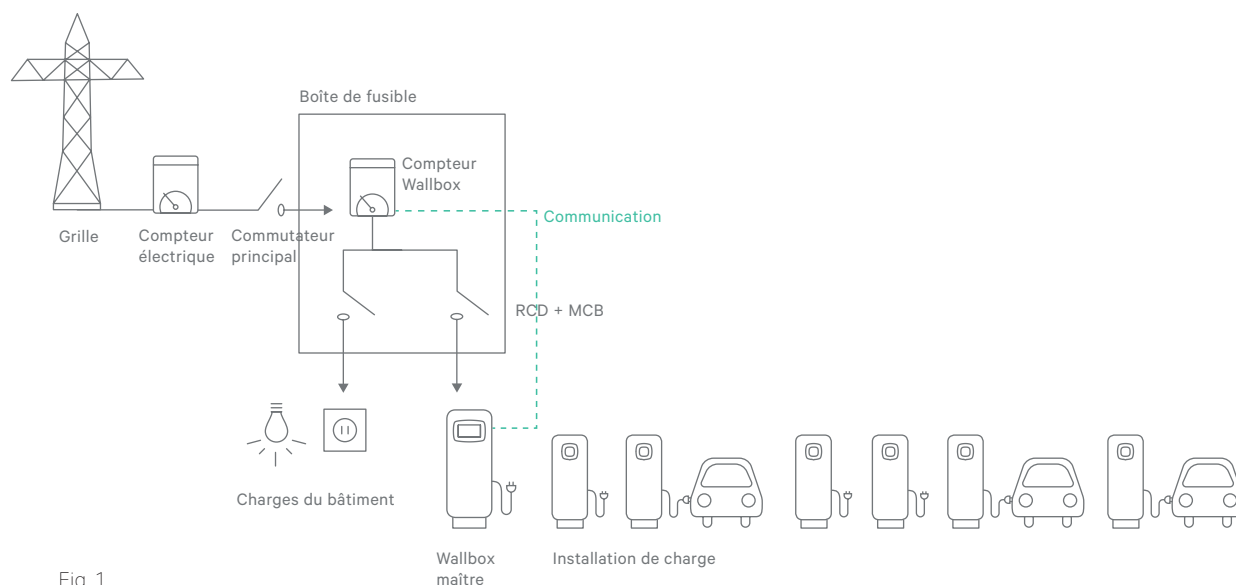 Boîte de fusible
Compteur
Wallbox
Communication
Grille
Compteur
électrique
Commutateur
principal
RCD + MCB
Charges du bâtiment
Wallbox
maître
Installation de charge
Fig. 1